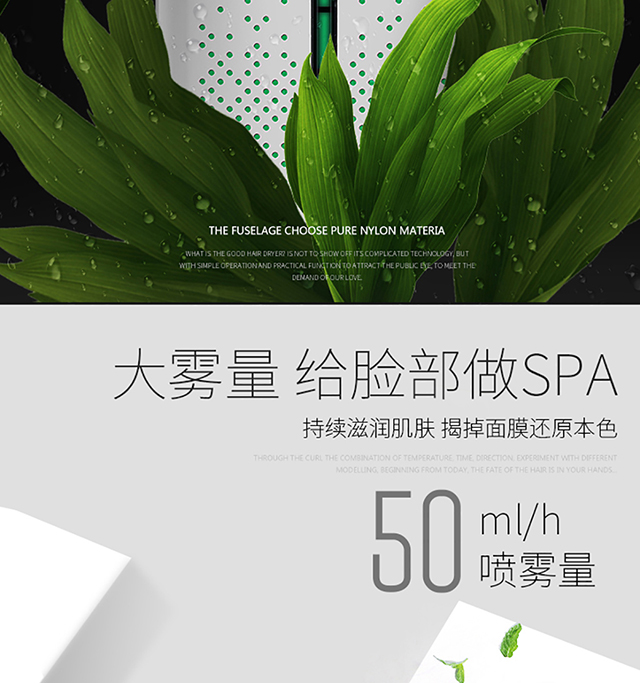 THE FUSELAGE CHOOSE PURE NYLON MATERIA
WHAT IS THE GOOD HAIR DRYER? IS NOT TO SHOW OFF IT'S COMPLICATED TECHNOLOGY, BUT
WITH SIMPLE OPERATION AND PRACTICAL FUNCTION TO ATTRACT THE PUBLIC EYE, TO MEET THE
DEMAND OF OUR LOVE.
大雾量 给脸部做SPA
持续滋润肌肤 揭掉面膜还原本色
THROUGH THE CURL THE COMBINATION OF TEMPERATURE, TIME, DIRECTION, EXPERIMENT WITH DIFFERENT
MODELLING, BEGINNING FROM TODAY, THE FATE OF THE HAIR IS IN YOUR HANDS...
50 ml/h
喷雾量